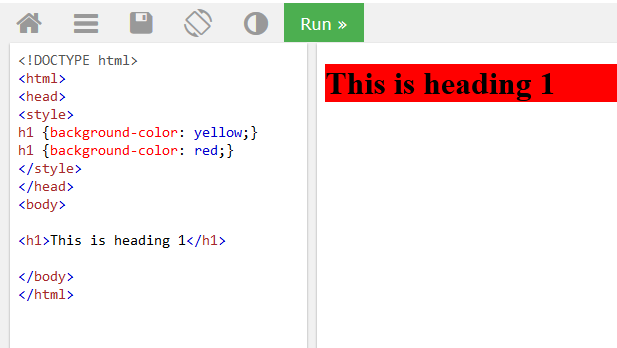 Run »
<!DOCTYPE html>
<html>
<head>
<style>
h1 {background-color: yellow;}
h1 {background-color: red;}
</style>
</head>
<body>
<h1>This is heading 1</h1>
</body>
</html>
This is heading 1